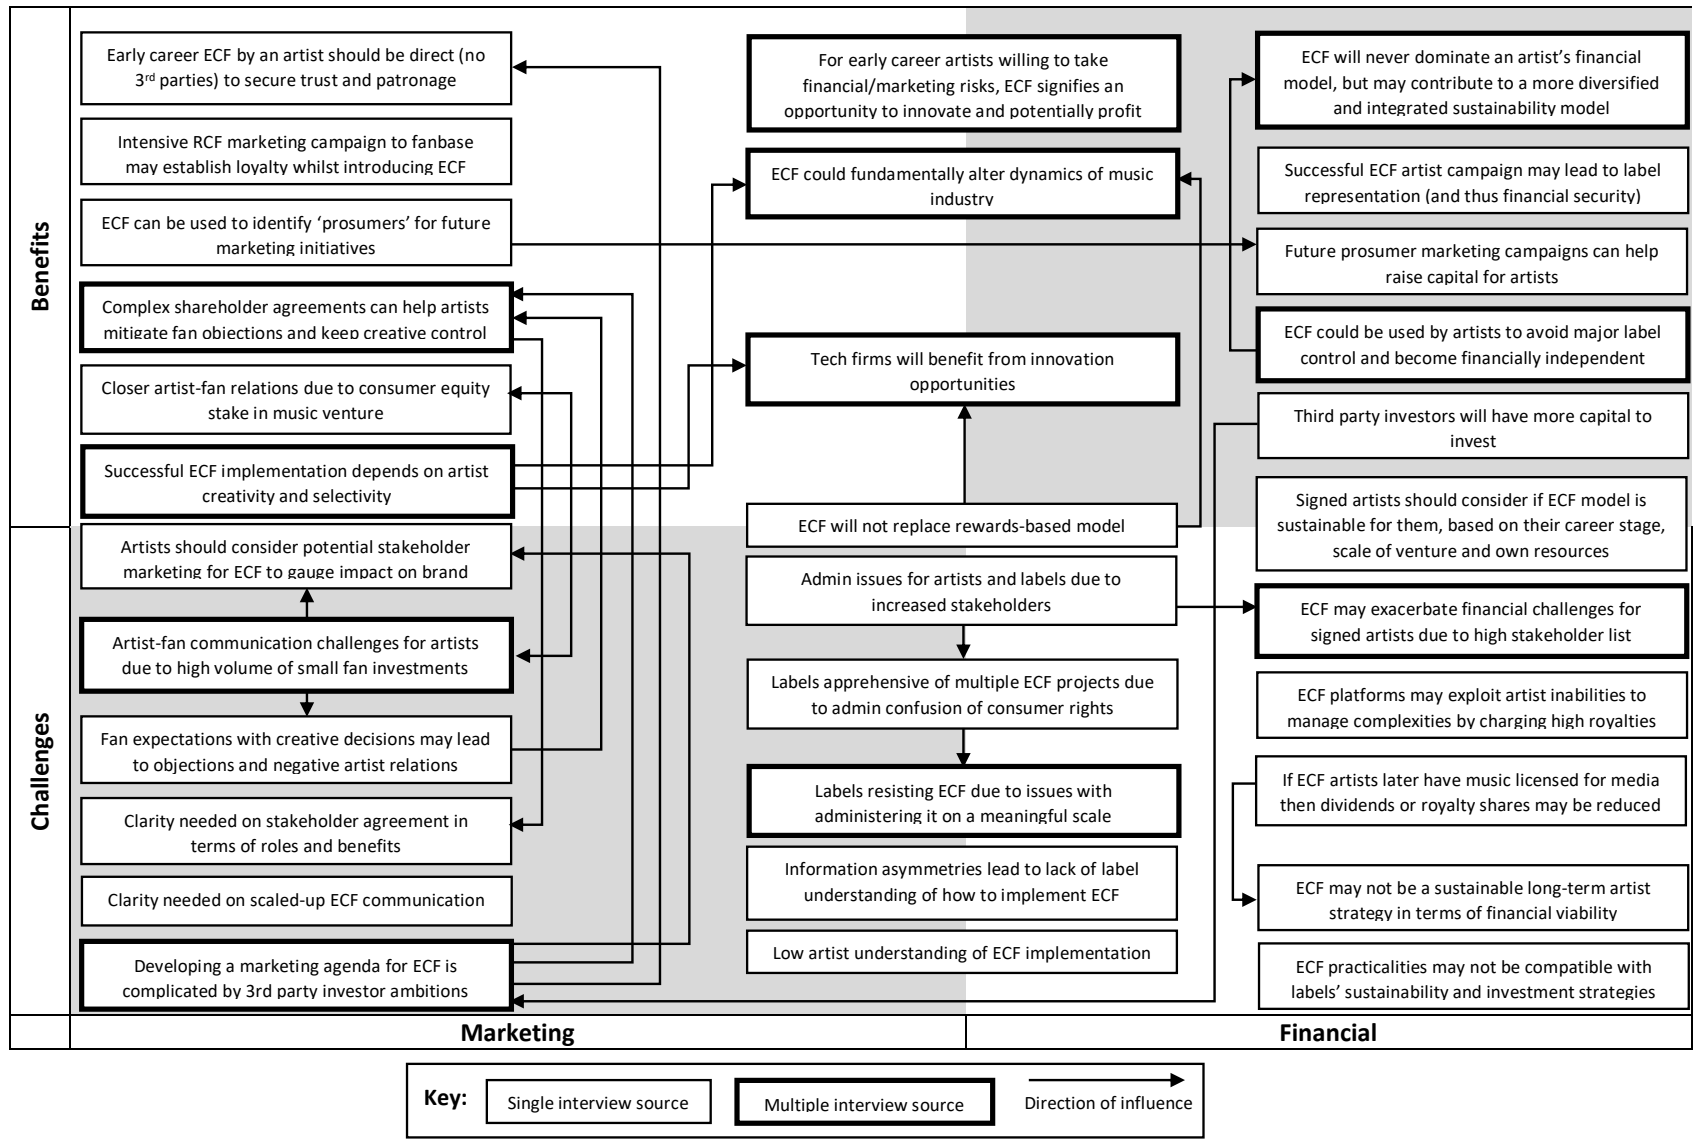 Benefits
Early career ECF by an artist should be direct (no
3rd parties) to secure trust and patronage
Intensive RCF marketing campaign to fanbase
may establish loyalty whilst introducing ECF
ECF can be used to identify ‘prosumers’ for future
marketing initiatives
Complex shareholder agreements can help artists
mitigate fan objections and keep creative control
Closer artist-fan relations due to consumer equity
stake in music venture
Successful ECF implementation depends on artist
creativity and selectivity
For early career artists willing to take
financial/marketing risks, ECF signifies an
opportunity to innovate and potentially profit
ECF could fundamentally alter dynamics of music
industry
Tech firms will benefit from innovation
opportunities
ECF will not replace rewards-based model
ECF will never dominate an artist’s financial
model, but may contribute to a more diversified
and integrated sustainability model
Successful ECF artist campaign may lead to label
representation (and thus financial security)
Future prosumer marketing campaigns can help
raise capital for artists
ECF could be used by artists to avoid major label
control and become financially independent
Third party investors will have more capital to
invest
Signed artists should consider if ECF model is
sustainable for them, based on their career stage,
scale of venture and own resources
Challenges
Artists should consider potential stakeholder
marketing for ECF to gauge impact on brand
Artist-fan communication challenges for artists
due to high volume of small fan investments
Fan expectations with creative decisions may lead
to objections and negative artist relations
Clarity needed on stakeholder agreement in
terms of roles and benefits
Clarity needed on scaled-up ECF communication
Developing a marketing agenda for ECF is
complicated by 3rd party investor ambitions
Admin issues for artists and labels due to
increased stakeholders
Labels apprehensive of multiple ECF projects due
to admin confusion of consumer rights
Labels resisting ECF due to issues with
administering it on a meaningful scale
Information asymmetries lead to lack of label
understanding of how to implement ECF
Low artist understanding of ECF implementation
ECF may exacerbate financial challenges for
signed artists due to high stakeholder list
ECF platforms may exploit artist inabilities to
manage complexities by charging high royalties
If ECF artists later have music licensed for media
then dividends or royalty shares may be reduced
ECF may not be a sustainable long-term artist
strategy in terms of financial viability
ECF practicalities may not be compatible with
labels’ sustainability and investment strategies
Marketing
Financial
Key:
Single interview source
Multiple interview source
Direction of influence